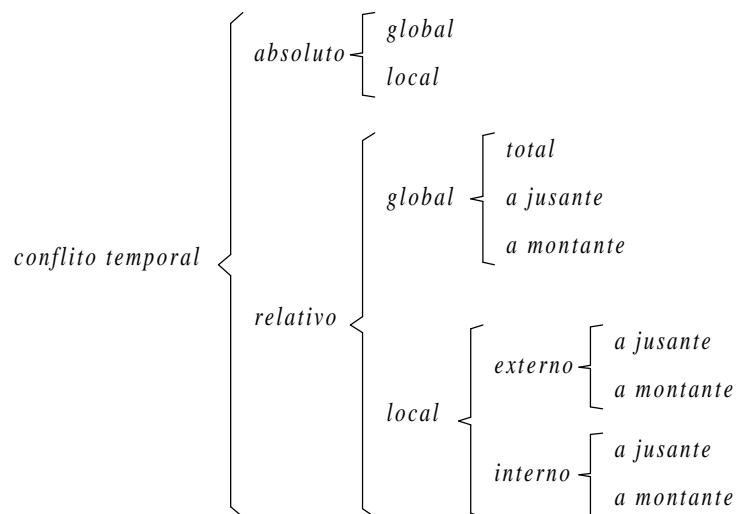 conflito temporal
absoluto
global
local
relativo
global
total
a jusante
a montante
local
externo
a jusante
a montante
interno
a jusante
a montante